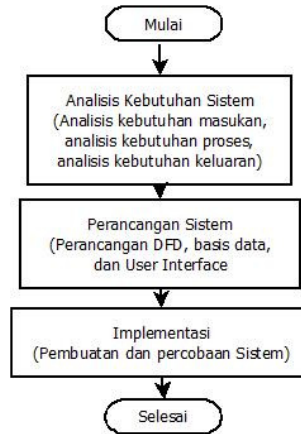 Mulai
Analisis Kebutuhan Sistem
(Analisis kebutuhan masukan,
analisis kebutuhan proses,
analisis kebutuhan keluaran)
Perancangan Sistem
(Perancangan DFD, basis data,
dan User Interface
Implementasi
(Pembuatan dan percobaan Sistem)
Selesai